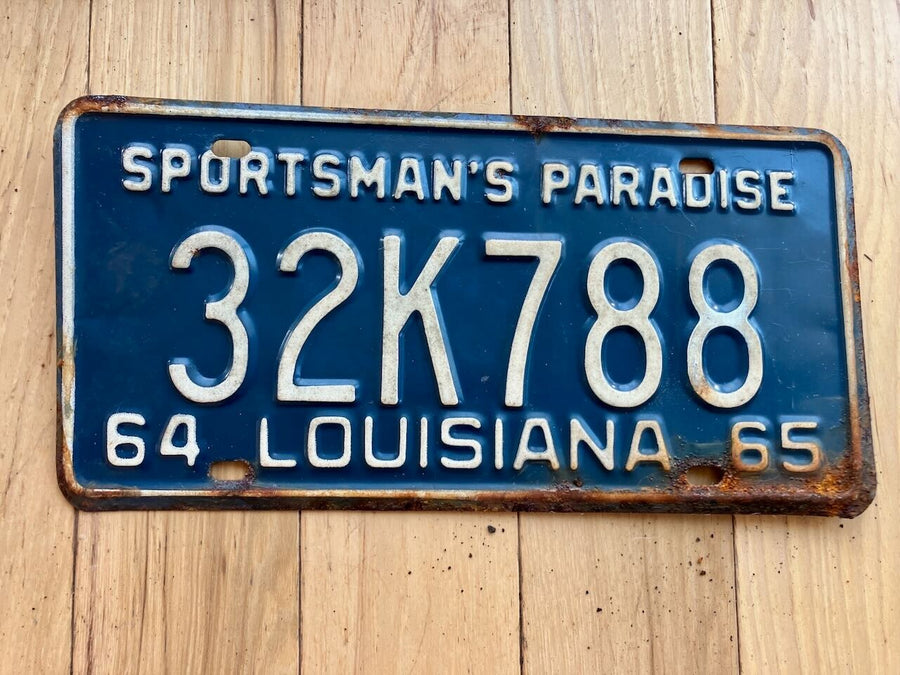 SPORTSMAN'S PARADISE
32K788
64 LOUISIANA 65